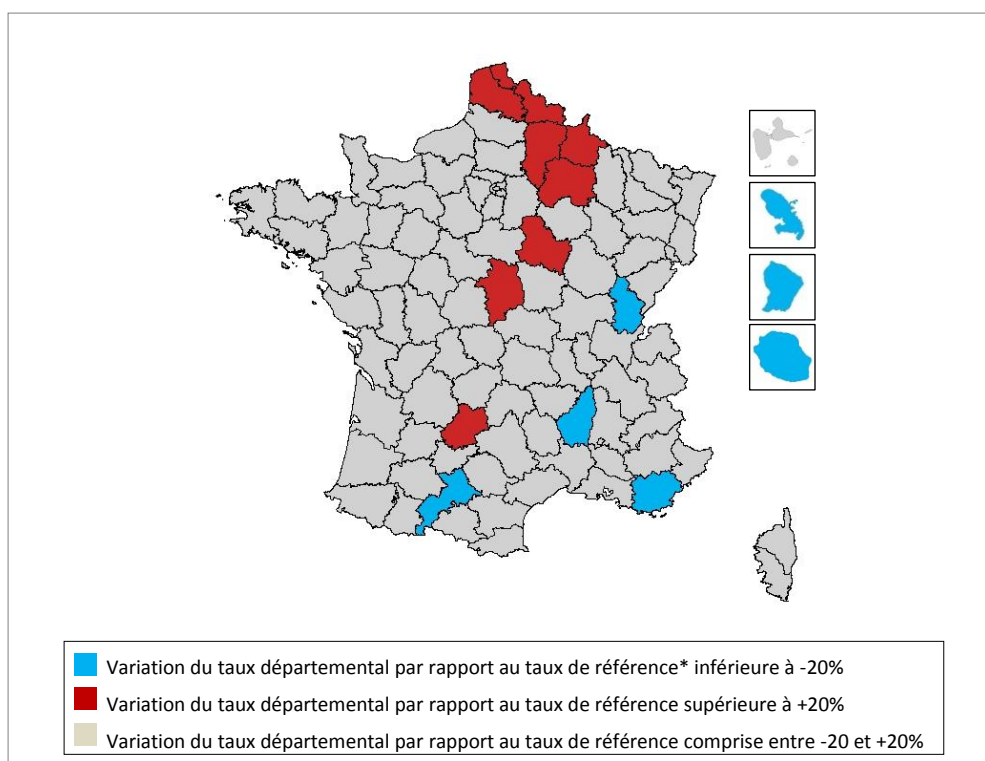 Variation du taux départemental par rapport au taux de référence* inférieure à -20%
Variation du taux départemental par rapport au taux de référence supérieure à +20%
Variation du taux départemental par rapport au taux de référence comprise entre -20 et +20%